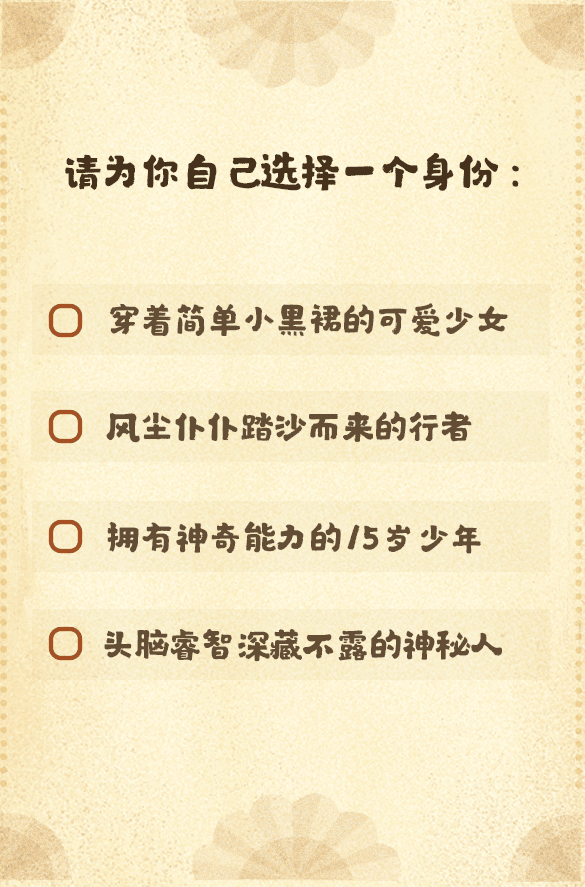 请为你自己选择一个身份：
穿着简单小黑裙的可爱少女
风尘仆仆踏沙而来的行者
拥有神奇能力的15岁少年
头脑睿智深藏不露的神秘人